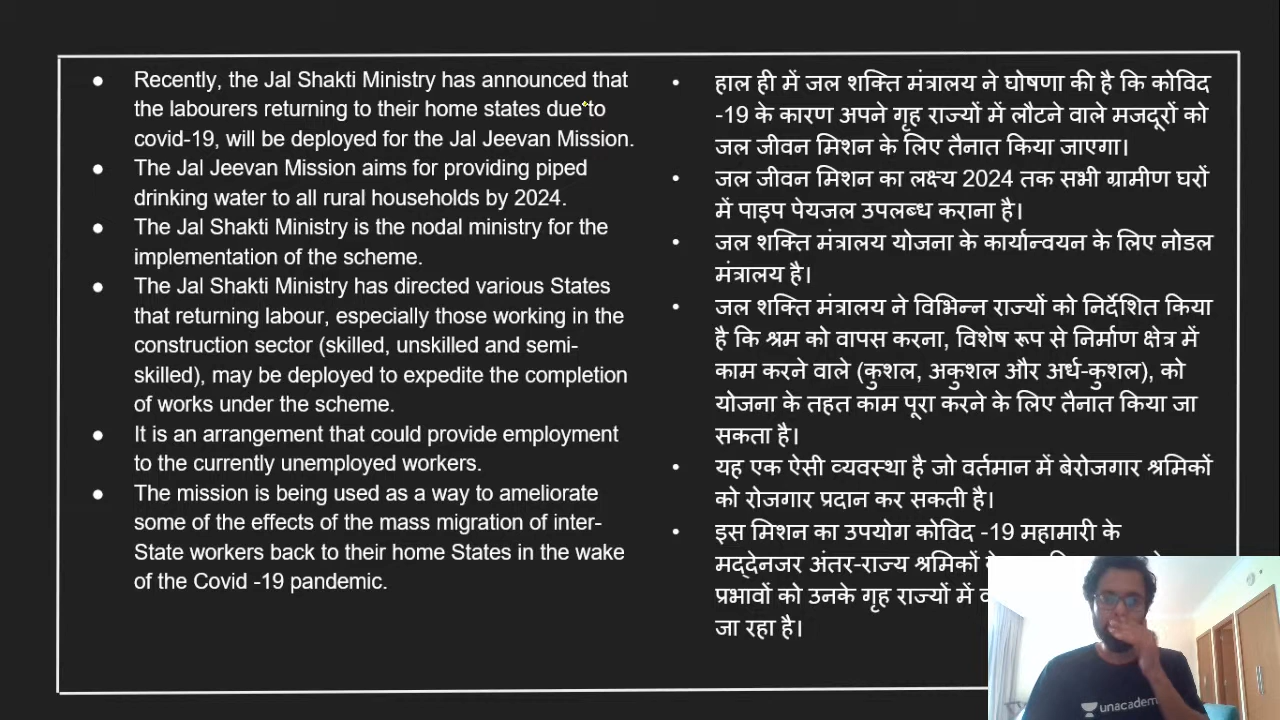 Recently, the Jal Shakti Ministry has announced that
the labourers returning to their home states due to
covid-19, will be deployed for the Jal Jeevan Mission.
The Jal Jeevan Mission aims for providing piped
drinking water to all rural households by 2024.
The Jal Shakti Ministry is the nodal ministry for the
implementation of the scheme.
The Jal Shakti Ministry has directed various States
that returning labour, especially those working in the
construction sector (skilled, unskilled and semi-
skilled), may be deployed to expedite the completion
of works under the scheme.
It is an arrangement that could provide employment
to the currently unemployed workers.
The mission is being used as a way to ameliorate
some of the effects of the mass migration of inter-
State workers back to their home States in the wake
of the Covid -19 pandemic.
हाल ही में जल शक्ति मंत्रालय ने घोषणा की है कि कोविद
-19 के कारण अपने गृह राज्यों में लौटने वाले मजदूरों को
जल जीवन मिशन के लिए तैनात किया जाएगा।
जल जीवन मिशन का लक्ष्य 2024 तक सभी ग्रामीण घरों
में पाइप पेयजल उपलब्ध कराना है।
जल शक्ति मंत्रालय योजना के कार्यान्वयन के लिए नोडल
मंत्रालय है।
जल शक्ति मंत्रालय ने विभिन्न राज्यों को निर्देशित किया
है कि श्रम को वापस करना, विशेष रूप से निर्माण क्षेत्र में
काम करने वाले (कुशल, अकुशल और अर्ध-कुशल), को
योजना के तहत काम पूरा करने के लिए तैनात किया जा
सकता है।
यह एक ऐसी व्यवस्था है जो वर्तमान में बेरोजगार श्रमिकों
को रोजगार प्रदान कर सकती है।
इस मिशन का उपयोग कोविद -19 महामारी के
मद्देनजर अंतर-राज्य श्रमिकों
प्रभावों को उनके गृह राज्यों में
जा रहा है।